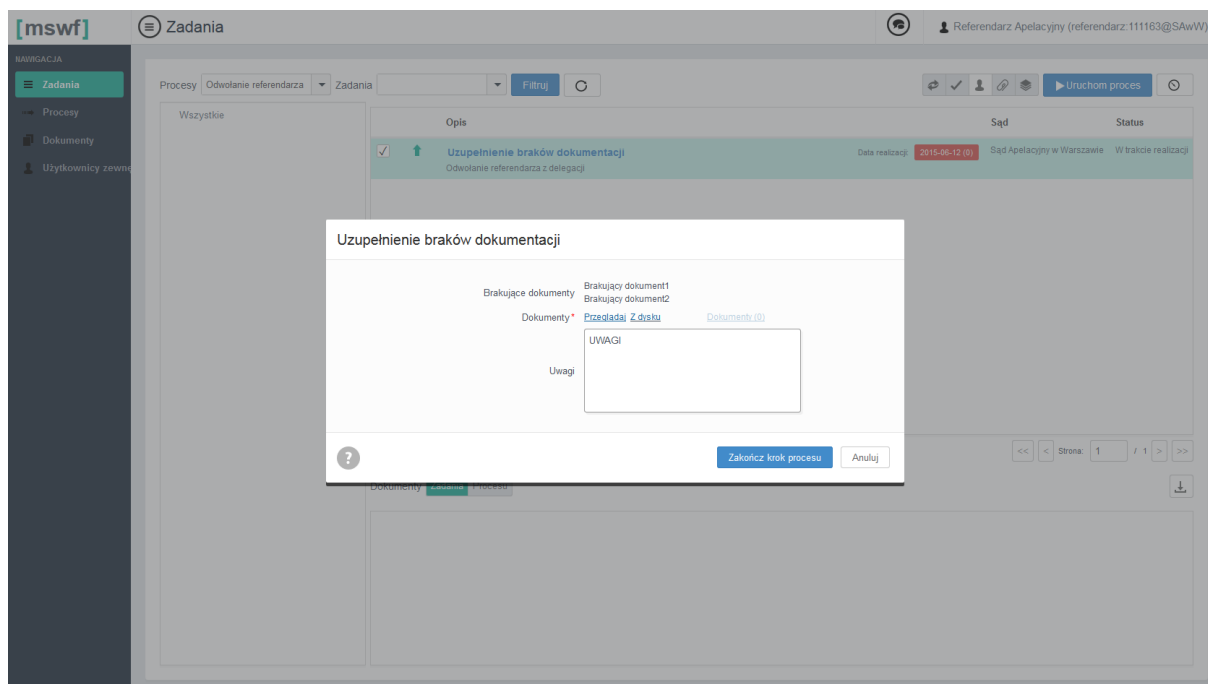 [mswf]
Zadania
Referendarz Apelacyjny (referendarz:111163@SAwW)
NAWIGACJA
Zadania
Procesy
Dokumenty
Użytkownicy zewnę
Procesy Odwołanie referendarza Zadania Filtruj Uruchom proces
Wszystkie
Opis Sąd Status
Uzupełnienie braków dokumentacji Data realizacji: 2015-06-12 (0) Sąd Apelacyjny w Warszawie W trakcie realizacji
Odwołanie referendarza z delegacji
Uzupełnienie braków dokumentacji
Brakujące dokumenty Brakujący dokument1
Brakujący dokument2
Dokumenty* Przeglądaj Z dysku Dokumenty (0)
UWAGI
Uwagi
? Zakończ krok procesu Anuluj
<< < Strona: 1 / 1 > >>
Dokumenty Zadania Procesu